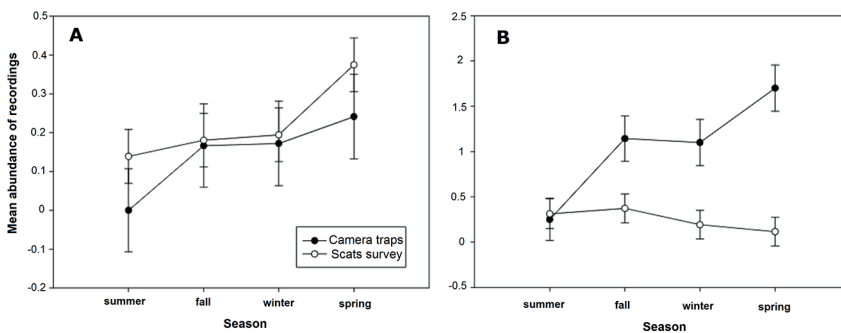 A
Mean abundance of recordings
0.5
0.4
0.3
0.2
0.1
0
-0.1
-0.2
Camera traps
Scats survey
summer fall winter spring
Season
B
2.5
2
1.5
1
0.5
0
-0.5
summer fall winter spring
Season